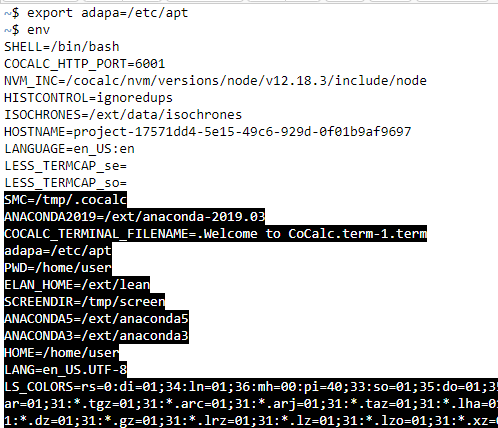 ~$ export adapa=/etc/apt
~$ env
SHELL=/bin/bash
COCALC_HTTP_PORT=6001
NVM_INC=/cocalc/nvm/versions/node/v12.18.3/include/node
HISTCONTROL=ignoredups
ISOCHRONES=/ext/data/isochrones
HOSTNAME=project-17571dd4-5e15-49c6-929d-0f01b9af9697
LANGUAGE=en_US:en
LESS_TERMCAP_se=
LESS_TERMCAP_so=
SMC=/tmp/.cocalc
ANACONDA2019=/ext/anaconda-2019.03
COCALC_TERMINAL_FILENAME=.Welcome to CoCalc.term-1.term
adapa=/etc/apt
PWD=/home/user
ELAN_HOME=/ext/lean
SCREENDIR=/tmp/screen
ANACONDA5=/ext/anaconda5
ANACONDA3=/ext/anaconda3
HOME=/home/user
LANG=en_US.UTF-8
LS_COLORS=rs=0:di=01;34:ln=01;36:mh=00:pi=40;33:so=01;35:do=01;35
ar=01;31:*.tgz=01;31:*.arc=01;31:*.arj=01;31:*.taz=01;31:*.lha=01
1:*.dz=01;31:*.gz=01;31:*.lrz=01;31:*.lz=01;31:*.lzo=01;31:*.xz=